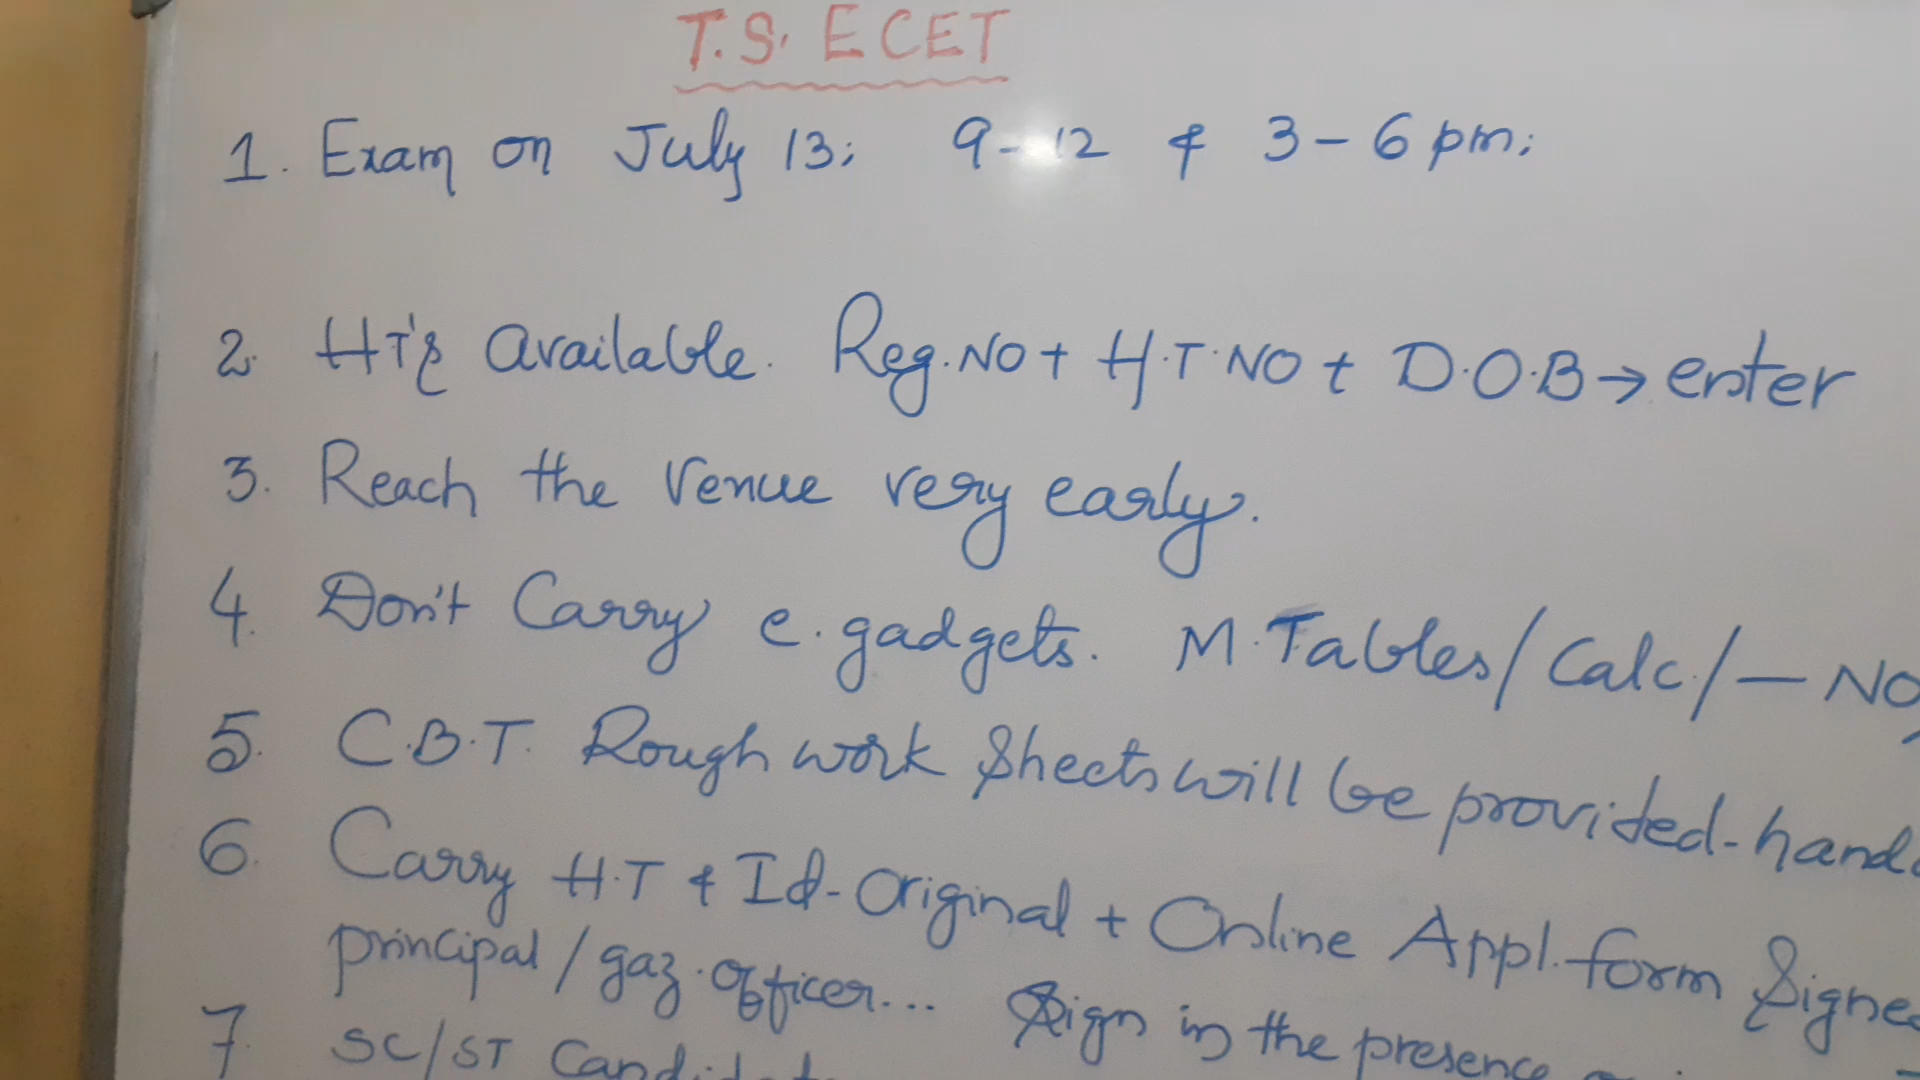 T.S. ECET
1. Exam on July 13; 9-12 & 3-6pm;
2. HT's Available. Reg.No+ H.T.NO + D.O.B→enter
3. Reach the venue very early.
4. Don't Carry e.gadgets. M.Tables/Calc./— NO
5. C.B.T. Rough work Sheets will be provided-hand
6. Carry H.T & Id-Original + Online Appl.form Signe
principal/gaz.officer... Sign in the presence
7. SC/ST Candidat